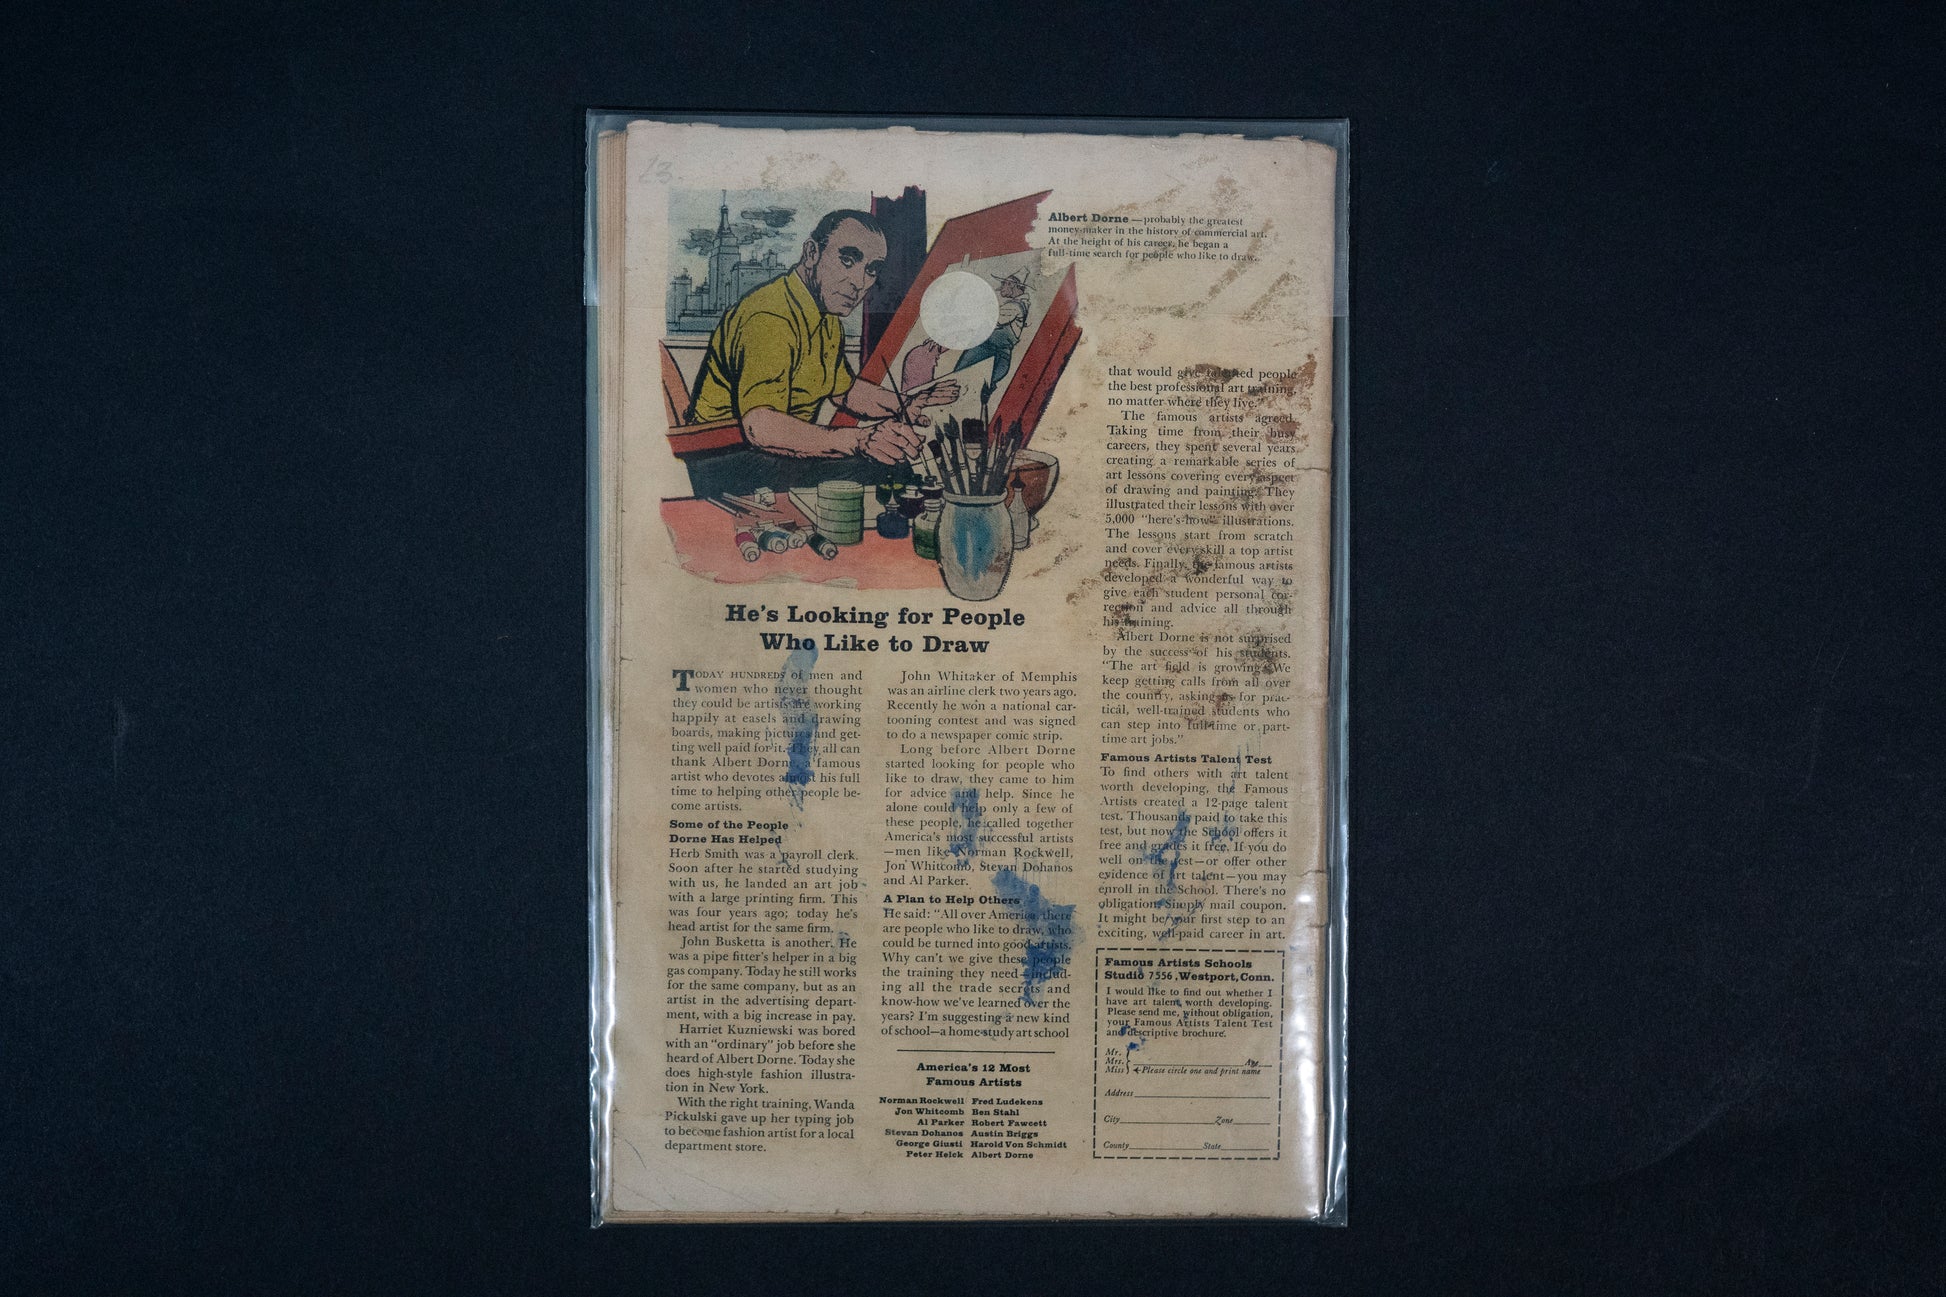 13.
Albert Dorne—probably the greatest
money-maker in the history of commercial art.
At the height of his career, he began a
full-time search for people who like to draw.
He's Looking for People
Who Like to Draw
TODAY HUNDREDS of men and
women who never thought
they could be artists are working
happily at easels and drawing
boards, making pictures and get-
ting well paid for it. They all can
thank Albert Dorne, a famous
artist who devotes almost his full
time to helping other people be-
come artists.
Some of the People
Dorne Has Helped
Herb Smith was a payroll clerk.
Soon after he started studying
with us, he landed an art job
with a large printing firm. This
was four years ago; today he's
head artist for the same firm.
John Busketta is another. He
was a pipe fitter's helper in a big
gas company. Today he still works
for the same company, but as an
artist in the advertising depart-
ment, with a big increase in pay.
Harriet Kuzniewski was bored
with an "ordinary" job before she
heard of Albert Dorne. Today she
does high-style fashion illustra-
tion in New York.
With the right training, Wanda
Pickulski gave up her typing job
to become fashion artist for a local
department store.
John Whitaker of Memphis
was an airline clerk two years ago.
Recently he won a national car-
tooning contest and was signed
to do a newspaper comic strip.
Long before Albert Dorne
started looking for people who
like to draw, they came to him
for advice and help. Since he
alone could help only a few of
these people, he called together
America's most successful artists
—men like Norman Rockwell,
Jon Whitcomb, Stevan Dohanos
and Al Parker.
A Plan to Help Others
He said: "All over America, there
are people who like to draw, who
could be turned into good artists.
Why can't we give these people
the training they need—includ-
ing all the trade secrets and
know-how we've learned over the
years? I'm suggesting a new kind
of school—a home-study art school
America's 12 Most
Famous Artists
Norman Rockwell Fred Ludekens
Jon Whitcomb Ben Stahl
Al Parker Robert Fawcett
Stevan Dohanos Austin Briggs
George Giusti Harold Von Schmidt
Peter Helck Albert Dorne
that would give talented people
the best professional art training,
no matter where they live."
The famous artists agreed.
Taking time from their busy
careers, they spent several years
creating a remarkable series of
art lessons covering every aspect
of drawing and painting. They
illustrated their lessons with over
5,000 "here's-how" illustrations.
The lessons start from scratch
and cover every skill a top artist
needs. Finally, the famous artists
developed a wonderful way to
give each student personal cor-
rection and advice all through
his training.
Albert Dorne is not surprised
by the success of his students.
"The art field is growing. We
keep getting calls from all over
the country, asking us for prac-
tical, well-trained students who
can step into full-time or part-
time art jobs."
Famous Artists Talent Test
To find others with art talent
worth developing, the Famous
Artists created a 12-page talent
test. Thousands paid to take this
test, but now the School offers it
free and grades it free. If you do
well on the test—or offer other
evidence of art talent—you may
enroll in the School. There's no
obligation. Simply mail coupon.
It might be your first step to an
exciting, well-paid career in art.
Famous Artists Schools
Studio 7556, Westport, Conn.
I would like to find out whether I
have art talent worth developing.
Please send me, without obligation,
your Famous Artists Talent Test
and descriptive brochure.
Mr.
Mrs. Age
Miss Please circle one and print name
Address
City Zone
County State